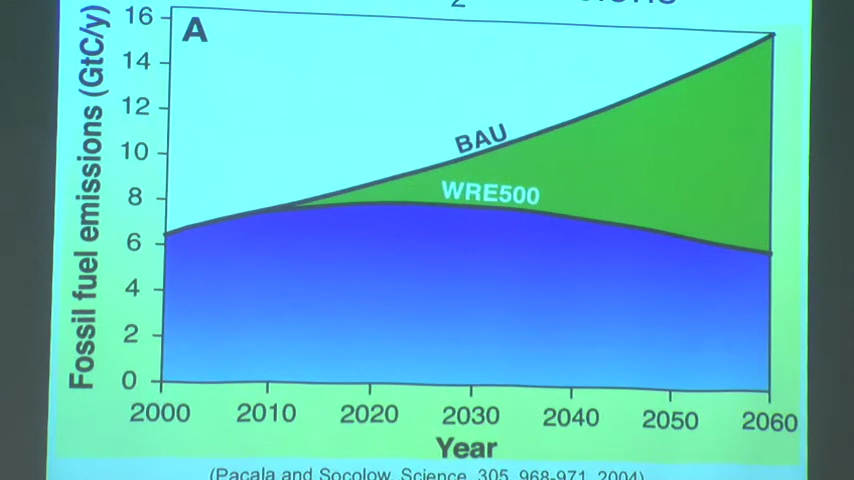 2
16
A
14
12
10
8
6
4
2
0
Fossil fuel emissions (GtC/y)
BAU
WRE500
2000 2010 2020 2030 2040 2050 2060
Year
(Pacala and Socolow, Science, 305, 968-971, 2004)